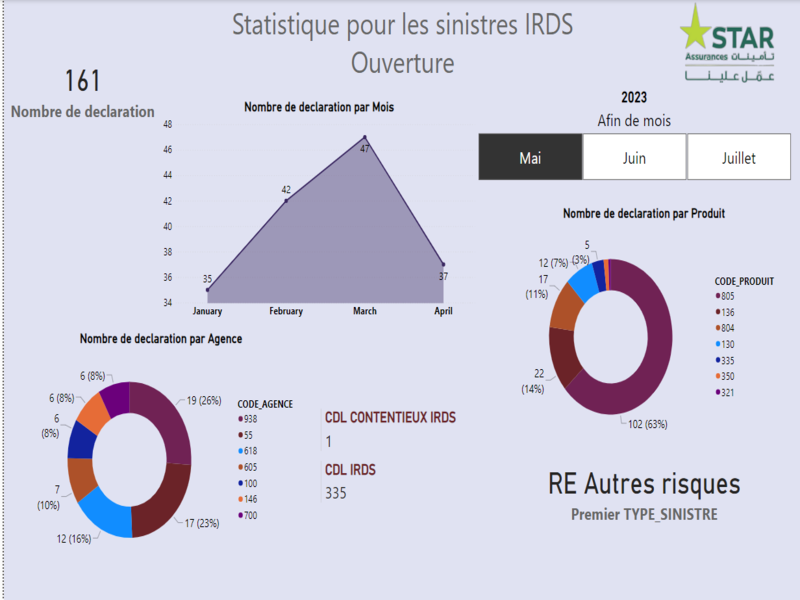 Statistique pour les sinistres IRDS
Ouverture
STAR
Assurances تأمينات
عمّل علينا
161
Nombre de declaration
Nombre de declaration par Mois
48
46
44
42
40
38
36
34
35
42
47
37
January
February
March
April
2023
Afin de mois
Mai
Juin
Juillet
Nombre de declaration par Produit
5
(3%)
12 (7%)
17
(11%)
22
(14%)
102 (63%)
CODE_PRODUIT
805
136
804
130
335
350
321
Nombre de declaration par Agence
6 (8%)
6 (8%)
6
(8%)
7
(10%)
12 (16%)
17 (23%)
19 (26%)
CODE_AGENCE
938
55
618
605
100
146
700
CDL CONTENTIEUX IRDS
1
CDL IRDS
335
RE Autres risques
Premier TYPE_SINISTRE